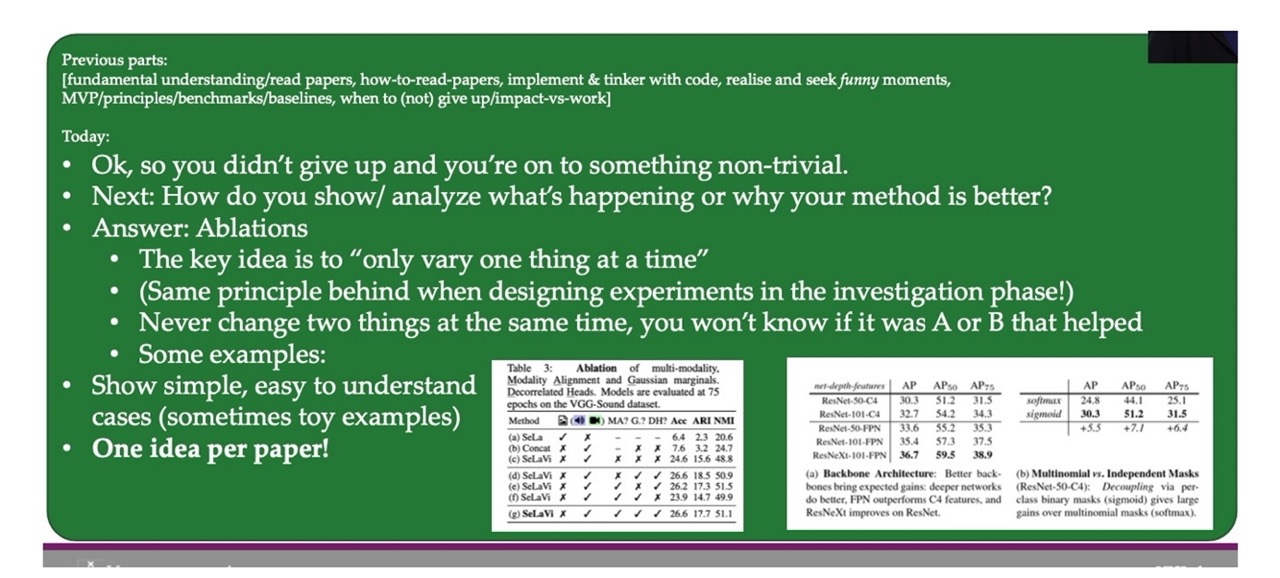 Previous parts:
[fundamental understanding/read papers, how-to-read-papers, implement & tinker with code, realise and seek funny moments,
MVP/principles/benchmarks/baselines, when to (not) give up/impact-vs-work]
Today:
• Ok, so you didn't give up and you're on to something non-trivial.
• Next: How do you show/ analyze what's happening or why your method is better?
• Answer: Ablations
• The key idea is to "only vary one thing at a time"
• (Same principle behind when designing experiments in the investigation phase!)
• Never change two things at the same time, you won't know if it was A or B that helped
• Some examples:
• Show simple, easy to understand
cases (sometimes toy examples)
• One idea per paper!
Table 3: Ablation of multi-modality,
Modality Alignment and Gaussian marginals.
Decorrelated Heads. Models are evaluated at 75
epochs on the VGG-Sound dataset.
Method MA? G.? DH? Acc ARI NMI
(a) SeLa ✓ ✗ – – – 6.4 2.3 20.6
(b) Concat ✗ ✓ – ✗ ✗ 7.6 3.2 24.7
(c) SeLaVi ✗ ✓ ✗ ✗ ✗ 24.6 15.6 48.8
(d) SeLaVi ✗ ✓ ✗ ✓ ✓ 26.6 18.5 50.9
(e) SeLaVi ✗ ✓ ✓ ✗ ✓ 26.2 17.3 51.5
(f) SeLaVi ✗ ✓ ✓ ✓ ✗ 23.9 14.7 49.9
(g) SeLaVi ✗ ✓ ✓ ✓ ✓ 26.6 17.7 51.1
net-depth-features AP AP50 AP75
ResNet-50-C4 30.3 51.2 31.5
ResNet-101-C4 32.7 54.2 34.3
ResNet-50-FPN 33.6 55.2 35.3
ResNet-101-FPN 35.4 57.3 37.5
ResNeXt-101-FPN 36.7 59.5 38.9
(a) Backbone Architecture: Better back-
bones bring expected gains: deeper networks
do better, FPN outperforms C4 features, and
ResNeXt improves on ResNet.
AP AP50 AP75
softmax 24.8 44.1 25.1
sigmoid 30.3 51.2 31.5
+5.5 +7.1 +6.4
(b) Multinomial vs. Independent Masks
(ResNet-50-C4): Decoupling via per-
class binary masks (sigmoid) gives large
gains over multinomial masks (softmax).